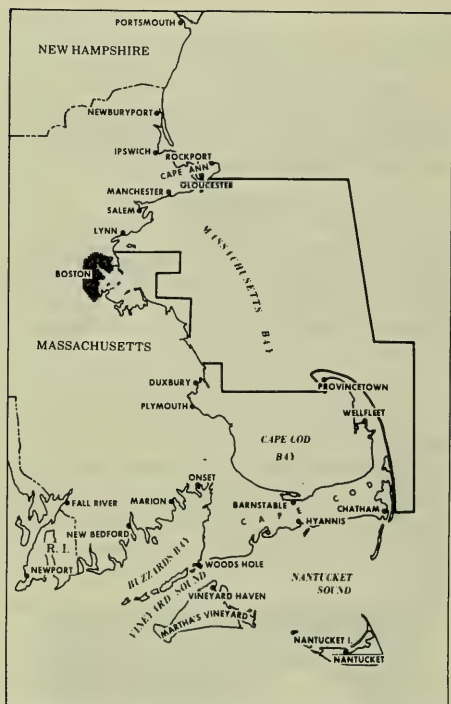 PORTSMOUTH
NEW HAMPSHIRE
NEWBURYPORT
IPSWICH
ROCKPORT
CAPE ANN
GLOUCESTER
MANCHESTER
SALEM
LYNN
MASSACHUSETTS BAY
BOSTON
MASSACHUSETTS
DUXBURY
PROVINCETOWN
PLYMOUTH
WELLFLEET
CAPE COD
BAY
ONSET
MARION
FALL RIVER
BARNSTABLE
CAPE COD
CHATHAM
HYANNIS
NEW BEDFORD
R. I.
BUZZARDS BAY
NEWPORT
WOODS HOLE
VINEYARD SOUND
NANTUCKET
SOUND
VINEYARD HAVEN
MARTHA'S VINEYARD
NANTUCKET I.
NANTUCKET